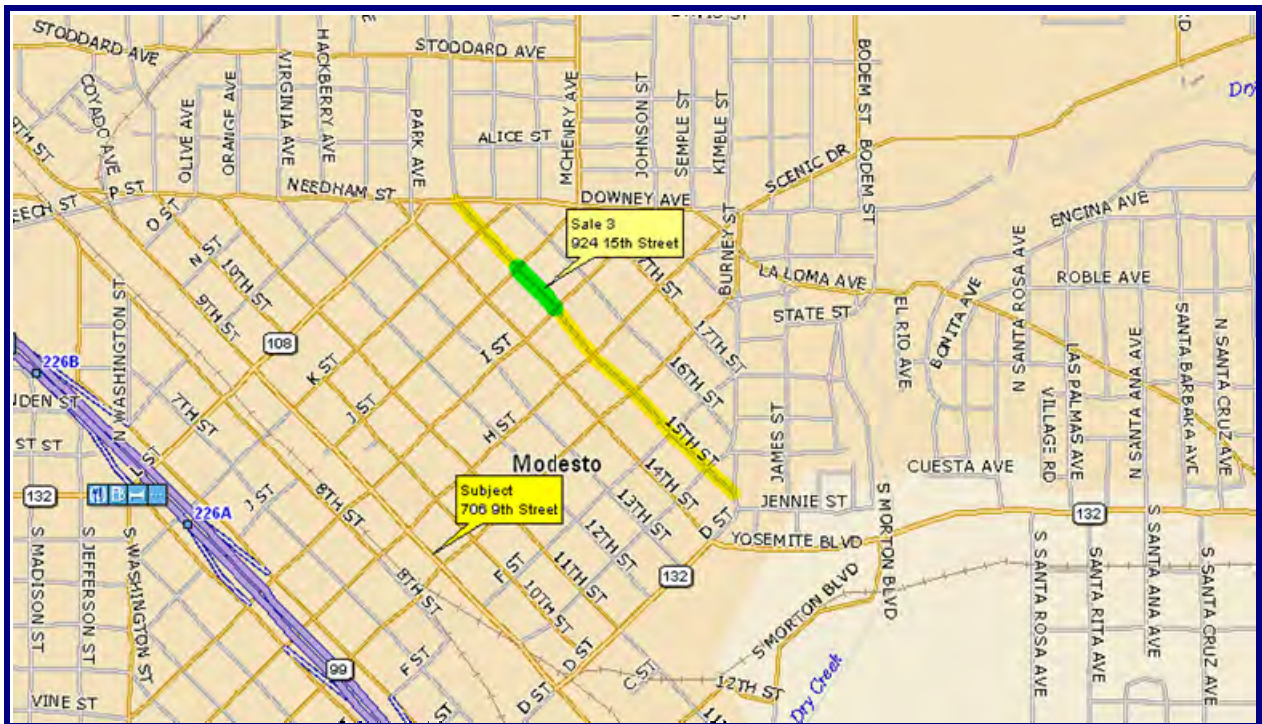 STODDARD AVE
STODDARD AVE
BODEM ST
COYADO AVE
OLIVE AVE
ORANGE AVE
VIRGINIA AVE
HACKBERRY AVE
PARK AVE
ALICE ST
MCHENRY AVE
JOHNSON ST
SEMPLE ST
KIMBLE ST
BODEM ST
SCENIC DR
P ST
NEEDHAM ST
DOWNEY AVE
ENCINA AVE
O ST
N ST
10TH ST
9TH ST
Sale 3
924 15th Street
17TH ST
BURNEY ST
LA LOMA AVE
ROBLE AVE
STATE ST
EL RIO AVE
BONITA AVE
N SANTA ROSA AVE
N WASHINGTON ST
108
226B
K ST
I ST
J ST
17TH ST
16TH ST
15TH ST
H ST
7TH ST
L ST
JAMES ST
LAS PALMAS AVE
VILLAGE RD
N SANTA ANA AVE
SANTA BARBARA AVE
N SANTA CRUZ AVE
ST ST
132
Modesto
14TH ST
CUESTA AVE
Subject
706 9th Street
J ST
226A
8TH ST
13TH ST
12TH ST
11TH ST
10TH ST
F ST
D ST
JENNIE ST
YOSEMITE BLVD
S MORTON BLVD
132
132
S MADISON ST
S JEFFERSON ST
S WASHINGTON ST
8TH ST
F ST
D ST
D ST
C ST
99
S MORTON BLVD
12TH ST
Dry Creek
S SANTA ROSA AVE
S SANTA RITA AVE
S SANTA ANA AVE
S SANTA CRUZ AVE
VINE ST